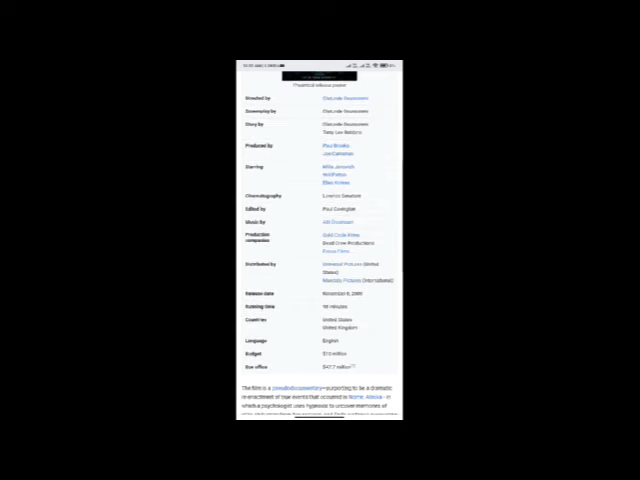 Theatrical release poster
Directed by Olatunde Osunsanmi
Screenplay by Olatunde Osunsanmi
Story by Olatunde Osunsanmi
Terry Lee Robbins
Produced by Paul Brooks
Joe Carnahan
Starring Milla Jovovich
Will Patton
Elias Koteas
Cinematography Lorenzo Senatore
Edited by Paul Covington
Music by Atli Örvarsson
Production companies Gold Circle Films
Dead Crow Productions
Focus Films
Distributed by Universal Pictures (United States)
Maverick Pictures (International)
Release date November 6, 2009
Running time 98 minutes
Countries United States
United Kingdom
Language English
Budget
Box office $47.7 million[1]
The film is a pseudodocumentary—purporting to be a dramatic
re-enactment of true events that occurred in Nome, Alaska - in
which a psychologist uses hypnosis to uncover memories of